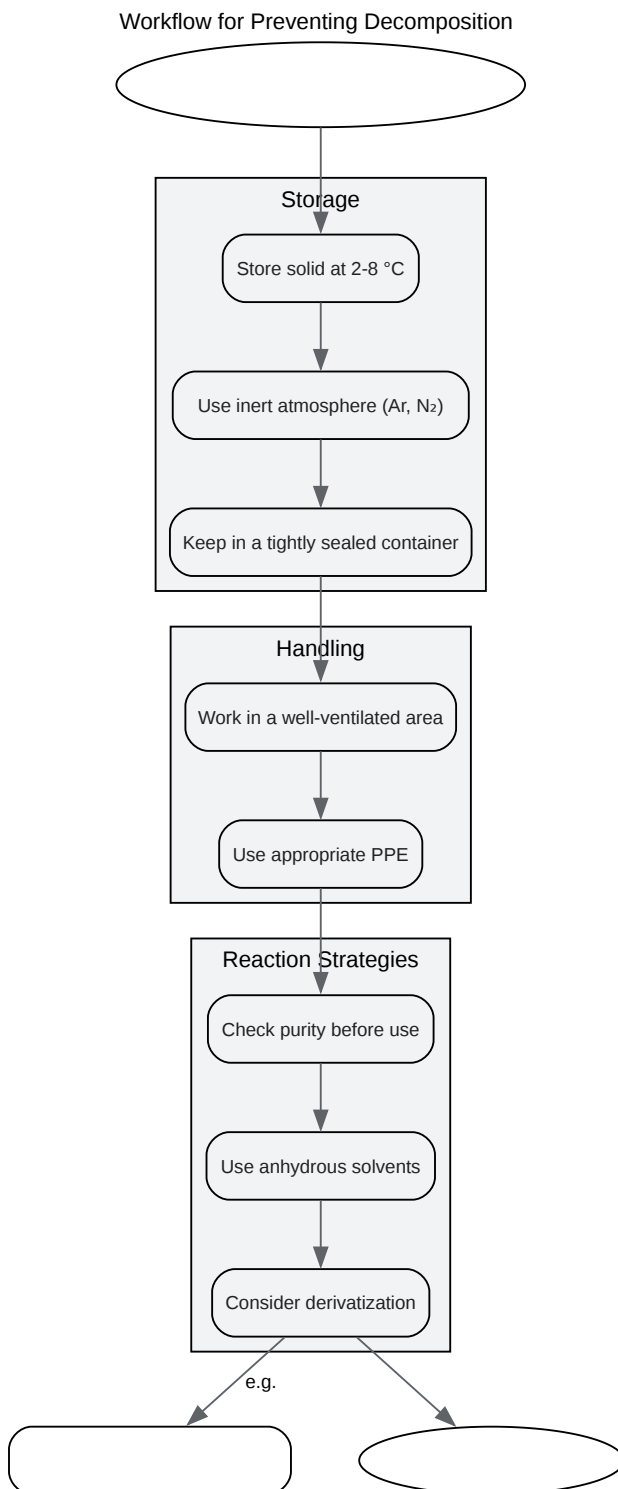 Workflow for Preventing Decomposition
Storage
Store solid at 2-8 °C
Use inert atmosphere (Ar, N₂)
Keep in a tightly sealed container
Handling
Work in a well-ventilated area
Use appropriate PPE
Reaction Strategies
Check purity before use
Use anhydrous solvents
Consider derivatization
e.g.